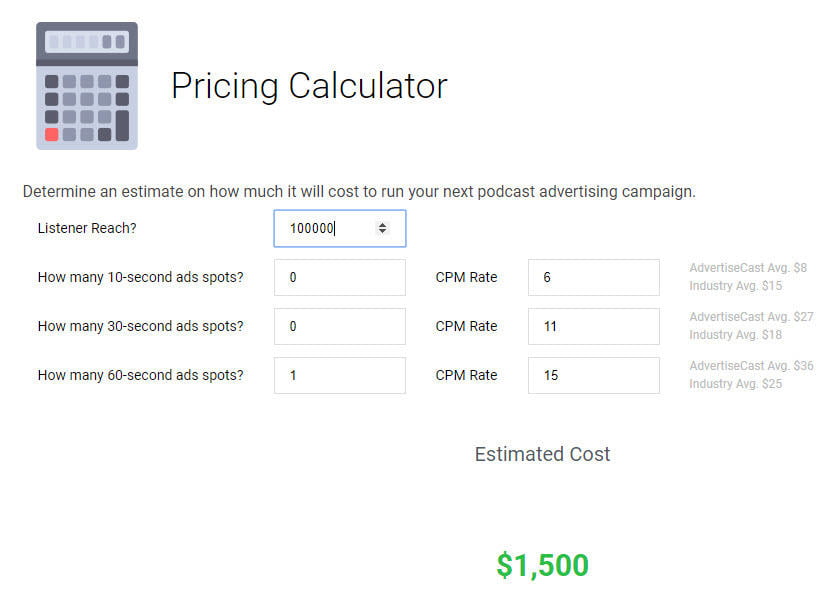 Pricing Calculator
Determine an estimate on how much it will cost to run your next podcast advertising campaign.
Listener Reach? 100000
How many 10-second ads spots? 0 CPM Rate 6 AdvertiseCast Avg. $8
Industry Avg. $15
How many 30-second ads spots? 0 CPM Rate 11 AdvertiseCast Avg. $27
Industry Avg. $18
How many 60-second ads spots? 1 CPM Rate 15 AdvertiseCast Avg. $36
Industry Avg. $25
Estimated Cost
$1,500